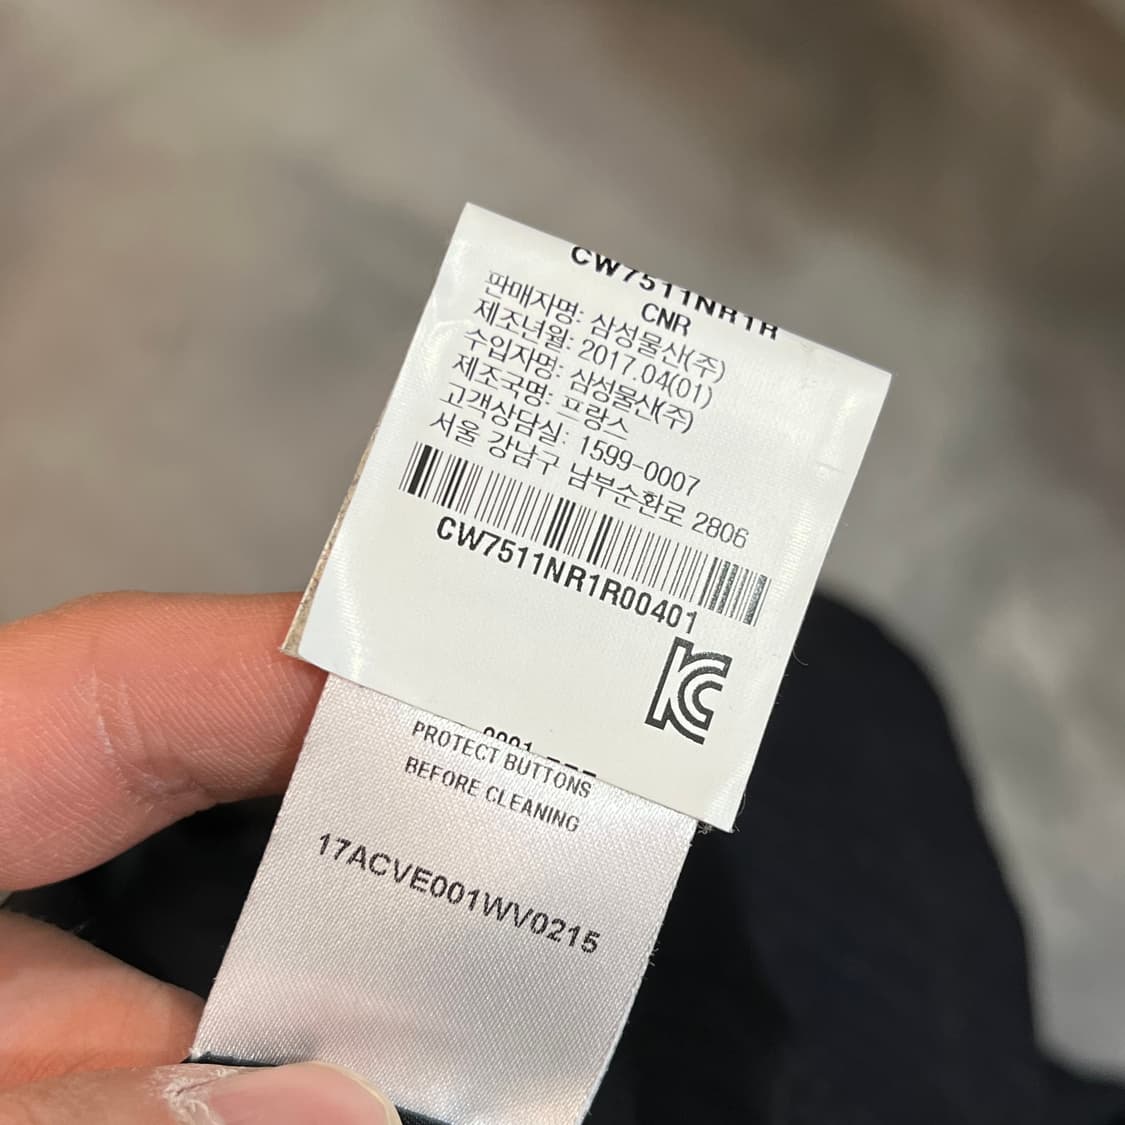 CW7511NR1R
CNR
판매자명: 삼성물산(주)
제조년월: 2017.04(01)
수입자명: 삼성물산(주)
제조국명: 프랑스
고객상담실: 1599-0007
서울 강남구 남부순환로 2806
CW7511NR1R00401
KC
PROTECT BUTTONS
BEFORE CLEANING
17ACVE001WV0215